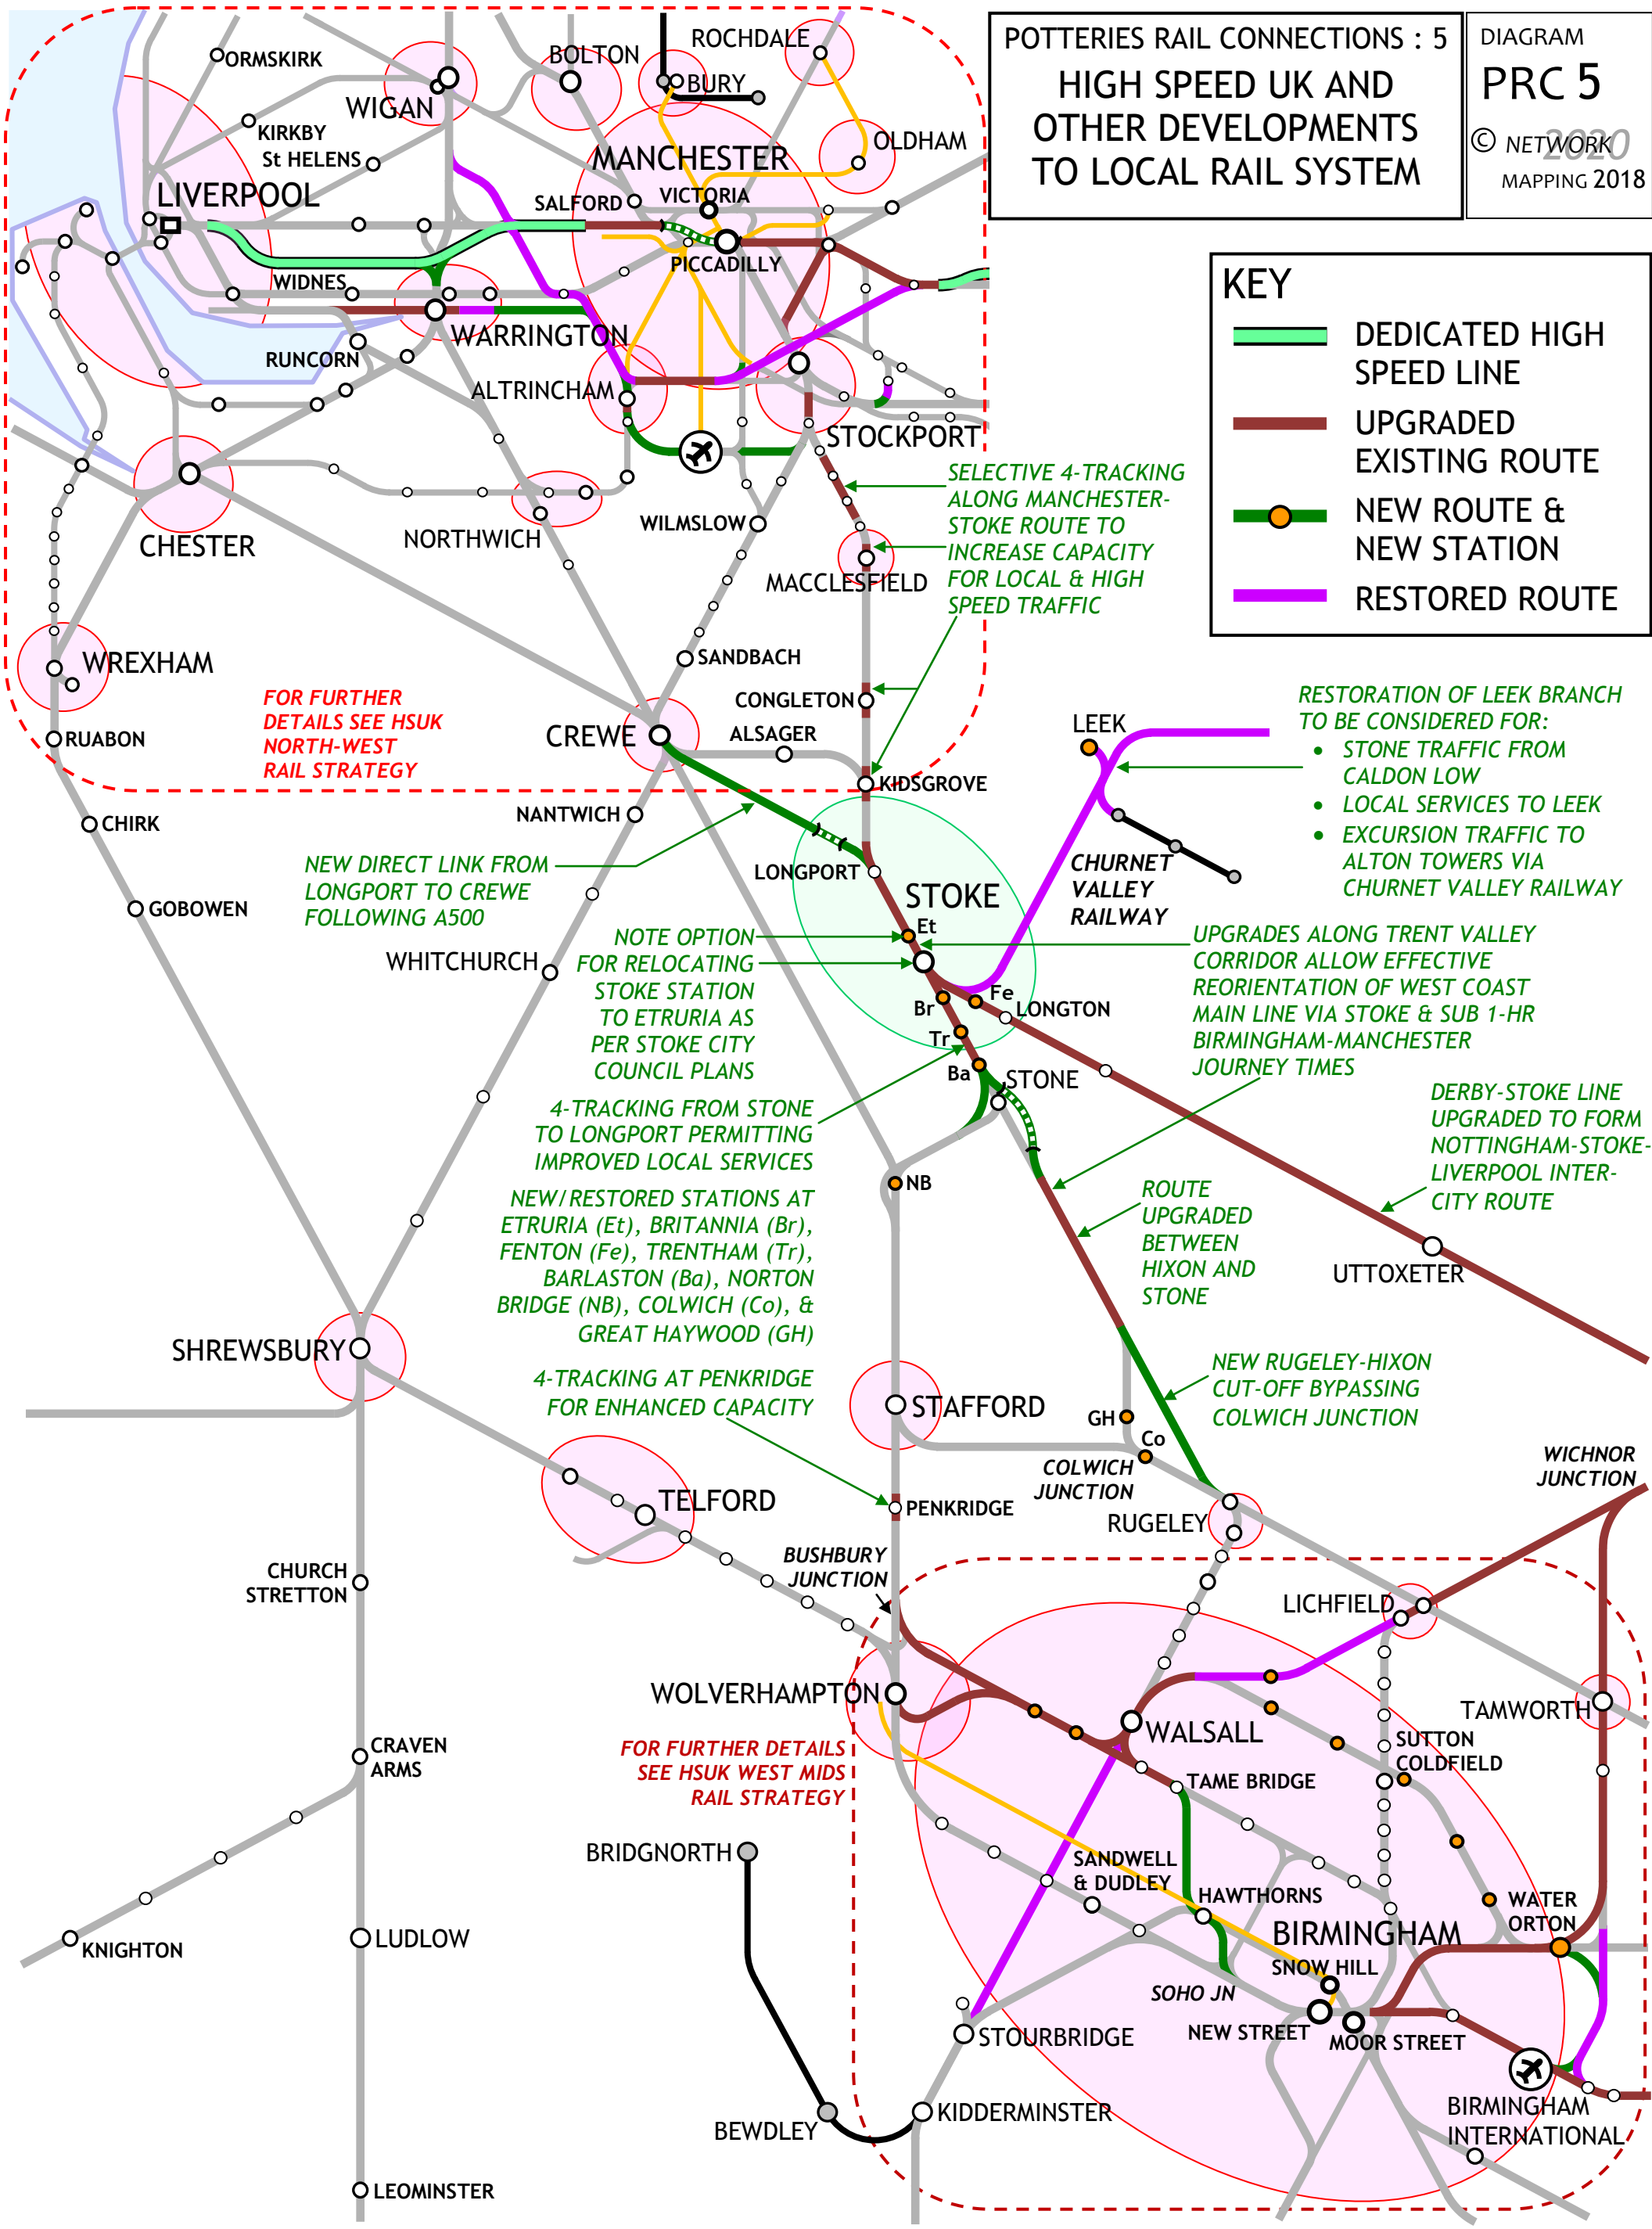 POTTERIES RAIL CONNECTIONS : 5
HIGH SPEED UK AND
OTHER DEVELOPMENTS
TO LOCAL RAIL SYSTEM
DIAGRAM
PRC 5
© NETWORK
2020
MAPPING 2018
KEY
DEDICATED HIGH
SPEED LINE
UPGRADED
EXISTING ROUTE
NEW ROUTE &
NEW STATION
RESTORED ROUTE
ORMSKIRK
WIGAN
BOLTON
BURY
ROCHDALE
KIRKBY
St HELENS
MANCHESTER
OLDHAM
LIVERPOOL
SALFORD
VICTORIA
PICCADILLY
WIDNES
WARRINGTON
RUNCORN
ALTRINCHAM
STOCKPORT
CHESTER
NORTHWICH
WILMSLOW
MACCLESFIELD
SELECTIVE 4-TRACKING
ALONG MANCHESTER-
STOKE ROUTE TO
INCREASE CAPACITY
FOR LOCAL & HIGH
SPEED TRAFFIC
WREXHAM
SANDBACH
CONGLETON
FOR FURTHER
DETAILS SEE HSUK
NORTH-WEST
RAIL STRATEGY
RUABON
CREWE
ALSAGER
KIDSGROVE
LEEK
RESTORATION OF LEEK BRANCH
TO BE CONSIDERED FOR:
• STONE TRAFFIC FROM
CALDON LOW
• LOCAL SERVICES TO LEEK
• EXCURSION TRAFFIC TO
ALTON TOWERS VIA
CHURNET VALLEY RAILWAY
CHIRK
NANTWICH
NEW DIRECT LINK FROM
LONGPORT TO CREWE
FOLLOWING A500
LONGPORT
STOKE
CHURNET
VALLEY
RAILWAY
GOBOWEN
Et
NOTE OPTION
FOR RELOCATING
STOKE STATION
TO ETRURIA AS
PER STOKE CITY
COUNCIL PLANS
UPGRADES ALONG TRENT VALLEY
CORRIDOR ALLOW EFFECTIVE
REORIENTATION OF WEST COAST
MAIN LINE VIA STOKE & SUB 1-HR
BIRMINGHAM-MANCHESTER
JOURNEY TIMES
WHITCHURCH
Br
Fe
LONGTON
Tr
Ba
STONE
4-TRACKING FROM STONE
TO LONGPORT PERMITTING
IMPROVED LOCAL SERVICES
DERBY-STOKE LINE
UPGRADED TO FORM
NOTTINGHAM-STOKE-
LIVERPOOL INTER-
CITY ROUTE
NB
NEW/RESTORED STATIONS AT
ETRURIA (Et), BRITANNIA (Br),
FENTON (Fe), TRENTHAM (Tr),
BARLASTON (Ba), NORTON
BRIDGE (NB), COLWICH (Co), &
GREAT HAYWOOD (GH)
ROUTE
UPGRADED
BETWEEN
HIXON AND
STONE
UTTOXETER
SHREWSBURY
4-TRACKING AT PENKRIDGE
FOR ENHANCED CAPACITY
STAFFORD
NEW RUGELEY-HIXON
CUT-OFF BYPASSING
COLWICH JUNCTION
GH
Co
COLWICH
JUNCTION
WICHNOR
JUNCTION
TELFORD
PENKRIDGE
RUGELEY
BUSHBURY
JUNCTION
CHURCH
STRETTON
LICHFIELD
WOLVERHAMPTON
TAMWORTH
WALSALL
FOR FURTHER DETAILS
SEE HSUK WEST MIDS
RAIL STRATEGY
SUTTON
COLDFIELD
CRAVEN
ARMS
TAME BRIDGE
BRIDGNORTH
SANDWELL
& DUDLEY
HAWTHORNS
WATER
ORTON
BIRMINGHAM
KNIGHTON
LUDLOW
SNOW HILL
SOHO JN
NEW STREET
MOOR STREET
STOURBRIDGE
BEWDLEY
KIDDERMINSTER
BIRMINGHAM
INTERNATIONAL
LEOMINSTER